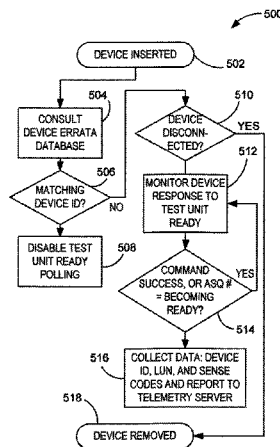 500
DEVICE INSERTED
502
504
CONSULT
DEVICE ERRATA
DATABASE
506
MATCHING
DEVICE ID?
NO
DISABLE TEST
UNIT READY
POLLING
508
510
YES
DEVICE
DISCONN-
ECTED?
512
MONITOR DEVICE
RESPONSE TO
TEST UNIT
READY
COMMAND
SUCCESS, OR ASQ #
= BECOMING
READY?
YES
514
516
COLLECT DATA: DEVICE
ID, LUN, AND SENSE
CODES AND REPORT TO
TELEMETRY SERVER
518
DEVICE REMOVED